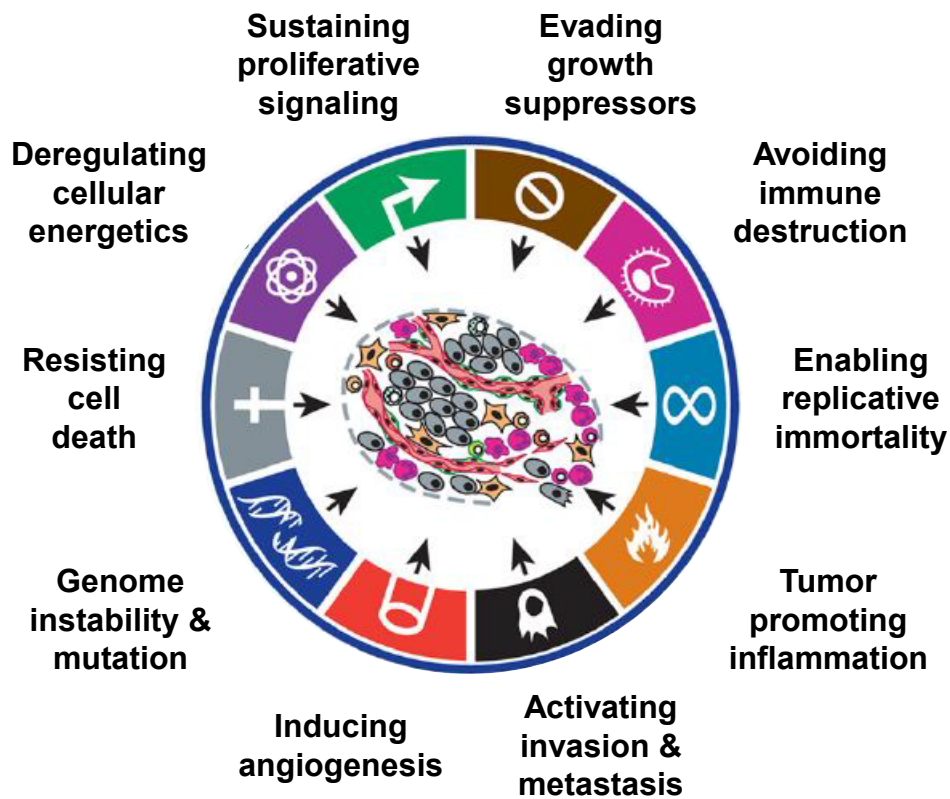 Sustaining
proliferative
signaling
Evading
growth
suppressors
Deregulating
cellular
energetics
Avoiding
immune
destruction
Resisting
cell
death
Enabling
replicative
immortality
Genome
instability &
mutation
Tumor
promoting
inflammation
Inducing
angiogenesis
Activating
invasion &
metastasis